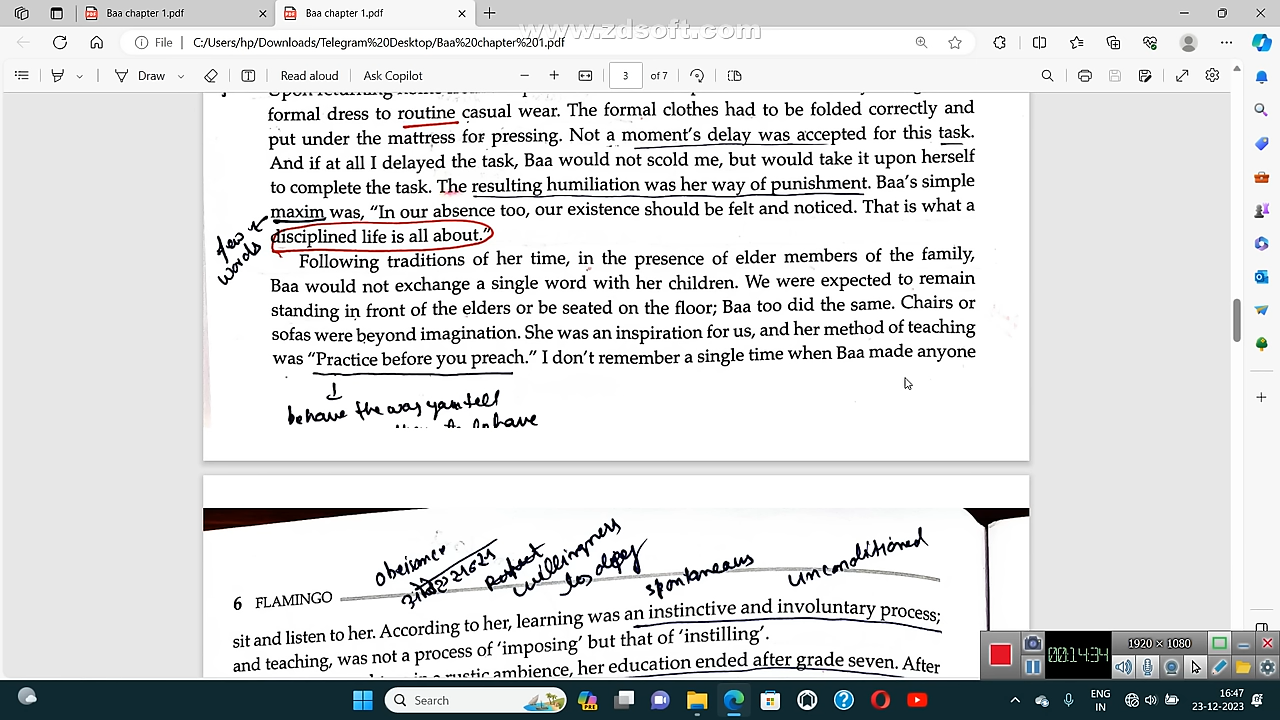 Baa chapter 1.pdf
Baa chapter 1.pdf
www.zdsoft.com
File
C:/Users/hp/Downloads/Telegram%20Desktop/Baa%20chapter%201.pdf
Draw
Read aloud
Ask Copilot
3
of 7
formal dress to routine casual wear. The formal clothes had to be folded correctly and
put under the mattress for pressing. Not a moment's delay was accepted for this task.
And if at all I delayed the task, Baa would not scold me, but would take it upon herself
to complete the task. The resulting humiliation was her way of punishment. Baa's simple
maxim was, "In our absence too, our existence should be felt and noticed. That is what a
disciplined life is all about."
few
words
Following traditions of her time, in the presence of elder members of the family,
Baa would not exchange a single word with her children. We were expected to remain
standing in front of the elders or be seated on the floor; Baa too did the same. Chairs or
sofas were beyond imagination. She was an inspiration for us, and her method of teaching
was "Practice before you preach." I don't remember a single time when Baa made anyone
behave the way you tell
behave
obeisance
respect
willingness
to obey
spontaneous
unconditioned
6 FLAMINGO
sit and listen to her. According to her, learning was an instinctive and involuntary process;
and teaching, was not a process of 'imposing' but that of 'instilling'.
rustic ambience, her education ended after grade seven. After
1920 × 1080
00:14:34
Search
ENG
IN
16:47
23-12-2023